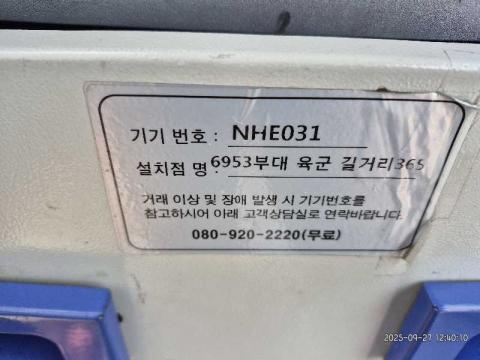 기기 번호 : NHE031
설치점 명 : 6953부대 육군 길거리365
거래 이상 및 장애 발생 시 기기번호를
참고하시어 아래 고객상담실로 연락바랍니다.
080-920-2220(무료)
2025-09-27 12:40:10